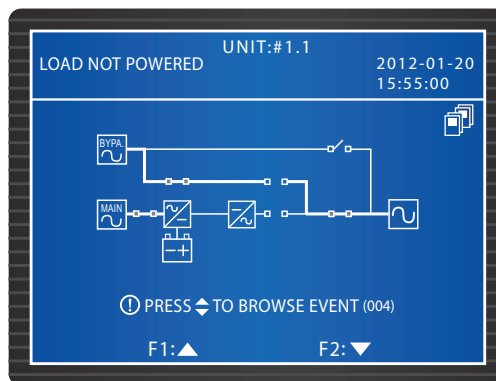 UNIT:#1.1
LOAD NOT POWERED
2012-01-20
15:55:00
BYPA.
MAIN
PRESS TO BROWSE EVENT (004)
F1: F2: